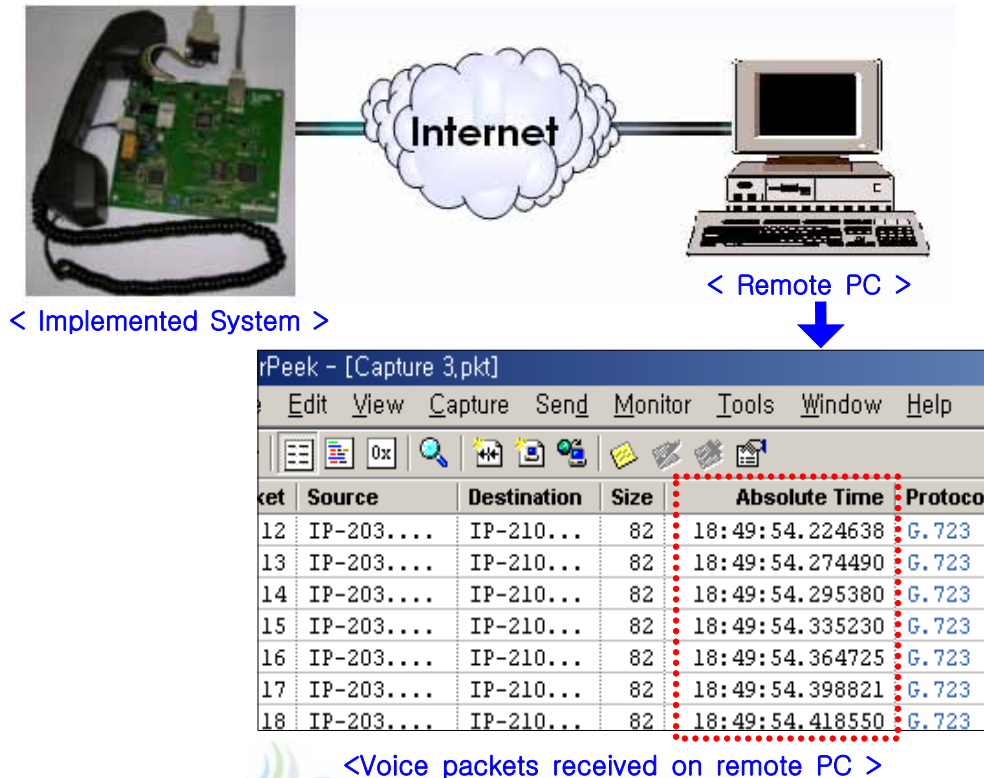 Internet
< Remote PC >
< Implemented System >
rPeek - [Capture 3.pkt]
Edit View Capture Send Monitor Tools Window Help
0x
ket Source Destination Size Absolute Time Protoco
12 IP-203.... IP-210... 82 18:49:54.224638 G.723
13 IP-203.... IP-210... 82 18:49:54.274490 G.723
14 IP-203.... IP-210... 82 18:49:54.295380 G.723
15 IP-203.... IP-210... 82 18:49:54.335230 G.723
16 IP-203.... IP-210... 82 18:49:54.364725 G.723
17 IP-203.... IP-210... 82 18:49:54.398821 G.723
18 IP-203.... IP-210... 82 18:49:54.418550 G.723
<Voice packets received on remote PC >